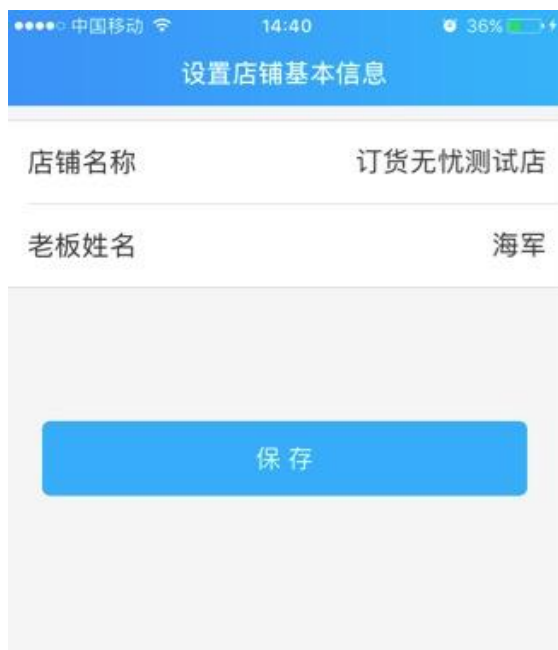 中国移动 14:40 36%
设置店铺基本信息
店铺名称 订货无忧测试店
老板姓名 海军
保存